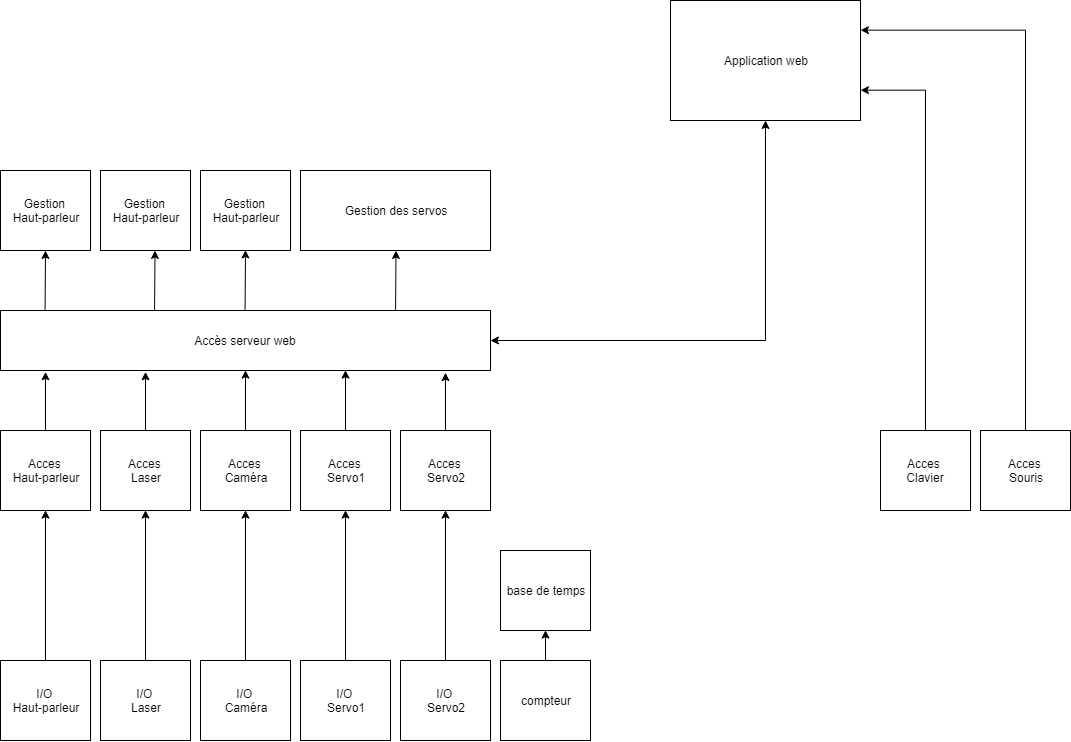 Application web
Gestion
Haut-parleur
Gestion
Haut-parleur
Gestion
Haut-parleur
Gestion des servos
Accès serveur web
Acces
Haut-parleur
Acces
Laser
Acces
Caméra
Acces
Servo1
Acces
Servo2
Acces
Clavier
Acces
Souris
base de temps
I/O
Haut-parleur
I/O
Laser
I/O
Caméra
I/O
Servo1
I/O
Servo2
compteur